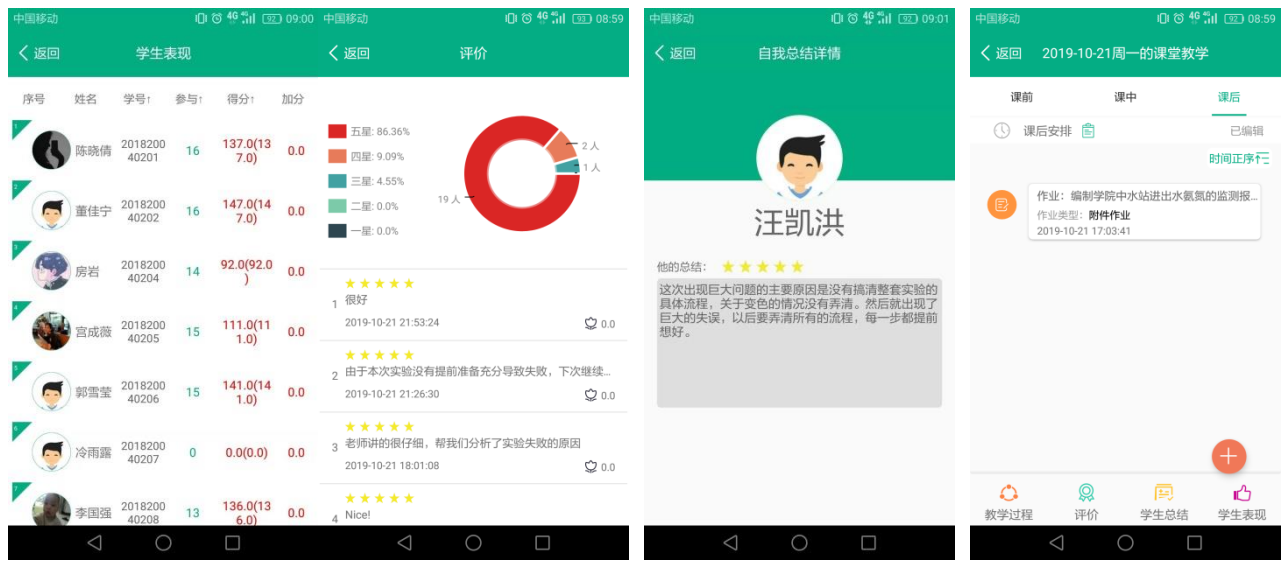 中国移动 4G 46 92 09:00
返回 学生表现
序号 姓名 学号↑ 参与↑ 得分↑ 加分
1 陈晓倩 2018200 40201 16 137.0(13 7.0) 0.0
2 董佳宁 2018200 40202 16 147.0(14 7.0) 0.0
3 房岩 2018200 40204 14 92.0(92.0 ) 0.0
4 宫成薇 2018200 40205 15 111.0(11 1.0) 0.0
5 郭雪莹 2018200 40206 15 141.0(14 1.0) 0.0
6 冷雨露 2018200 40207 0 0.0(0.0) 0.0
7 李国强 2018200 40208 13 136.0(13 6.0) 0.0
中国移动 4G 46 93 08:59
返回 评价
五星: 86.36%
四星: 9.09%
三星: 4.55%
二星: 0.0%
一星: 0.0%
2 人
1 人
19 人
1 很好
2019-10-21 21:53:24 0.0
2 由于本次实验没有提前准备充分导致失败，下次继续...
2019-10-21 21:26:30 0.0
3 老师讲的很仔细，帮我们分析了实验失败的原因
2019-10-21 18:01:08 0.0
4 Nice!
中国移动 4G 46 92 09:01
返回 自我总结详情
汪凯洪
他的总结:
这次出现巨大问题的主要原因是没有搞清整套实验的
具体流程，关于变色的情况没有弄清。然后就出现了
巨大的失误，以后要弄清所有的流程，每一步都提前
想好。
中国移动 4G 46 92 08:59
返回 2019-10-21周一的课堂教学
课前 课中 课后
课后安排 已编辑
时间正序
作业：编制学院中水站进出水氨氮的监测报...
作业类型: 附件作业
2019-10-21 17:03:41
教学过程 评价 学生总结 学生表现